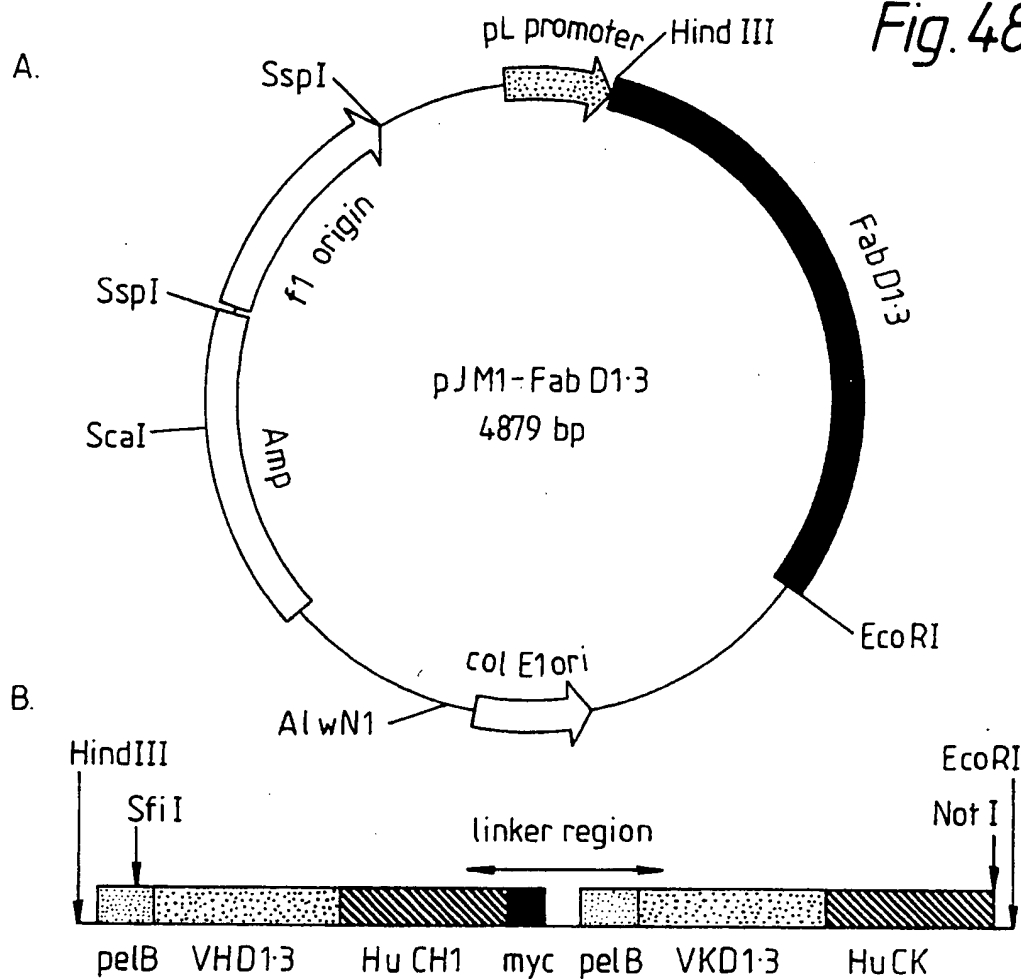 Fig. 48
A.
pL promoter
Hind III
SspI
f1 origin
SspI
Fab D1·3
pJM1-Fab D1·3
4879 bp
ScaI
Amp
EcoRI
col E1 ori
AlwN1
B.
HindIII
EcoRI
SfiI
Not I
linker region
pelB VHD1·3 Hu CH1 myc pelB VKD1·3 HuCK